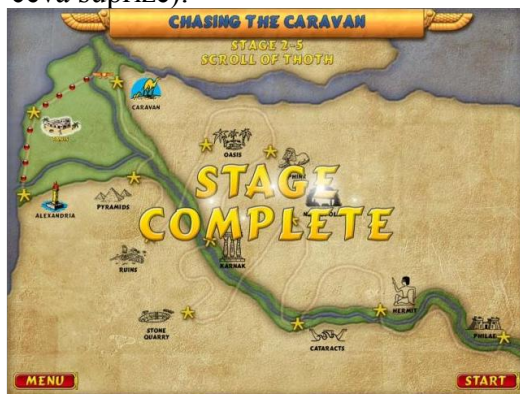 CHASING THE CARAVAN
STAGE 2-5
SCROLL OF THOTH
CARAVAN
OASIS
STAGE
COMPLETE
ALEXANDRIA
PYRAMIDS
RUINS
KARNAK
STONE
QUARRY
HERMIT
CATARACTS
PHILAE
MENU
START